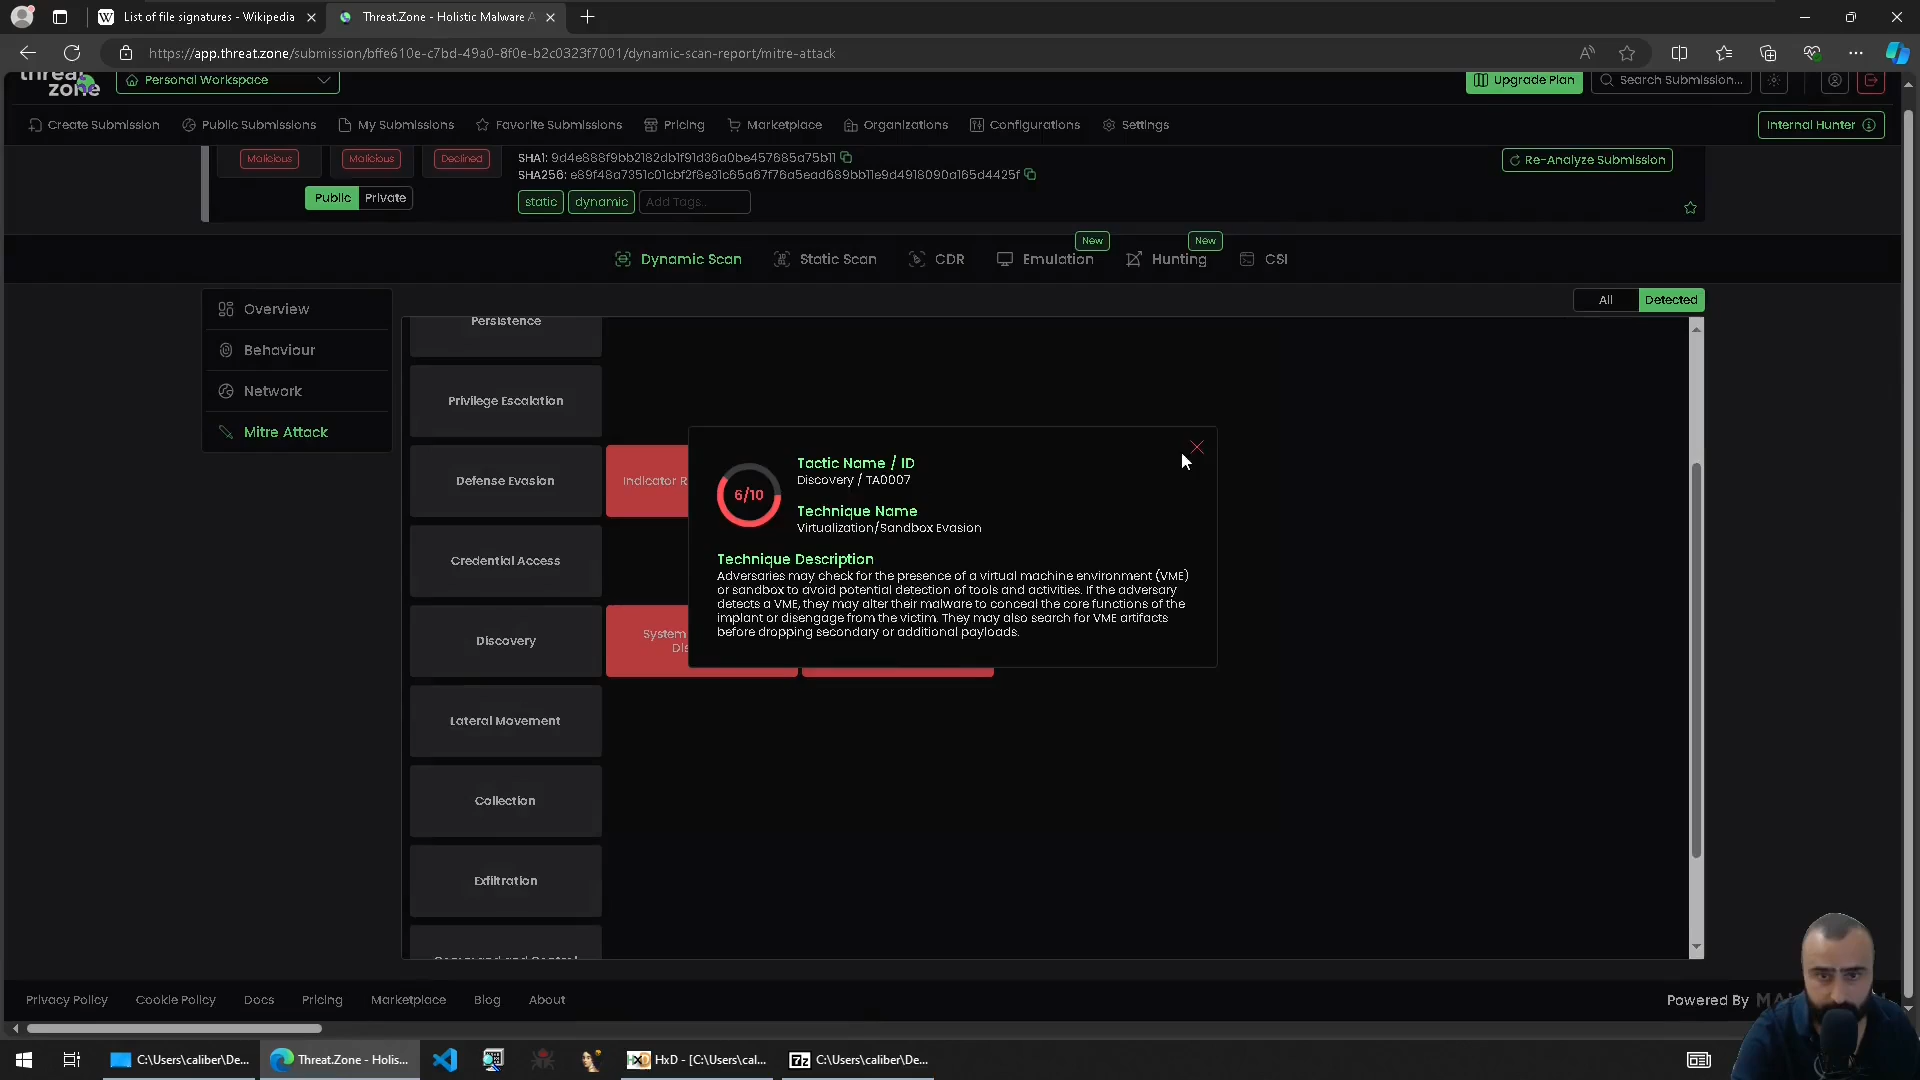 List of file signatures - Wikipedia
Threat.Zone - Holistic Malware A
https://app.threat.zone/submission/bffe610e-c7bd-49a0-8f0e-b2c0323f7001/dynamic-scan-report/mitre-attack
threat zone
Personal Workspace
Upgrade Plan
Search Submission...
Create Submission
Public Submissions
My Submissions
Favorite Submissions
Pricing
Marketplace
Organizations
Configurations
Settings
Internal Hunter
Malicious
Malicious
Declined
SHA1: 9d4e888f9bb2182db1f91d36a0be457685a75b11
SHA256: e89f48a7351c01cbf2f8e31c65a67f76a5ead689bb11e9d4918090a165d4425f
Re-Analyze Submission
Public
Private
static
dynamic
Add Tags..
New
New
Dynamic Scan
Static Scan
CDR
Emulation
Hunting
CSI
Overview
Behaviour
Network
Mitre Attack
All
Detected
Persistence
Privilege Escalation
Defense Evasion
Indicator R
Credential Access
Discovery
System
Dis
Lateral Movement
Collection
Exfiltration
Command and Control
6/10
Tactic Name / ID
Discovery / TA0007
Technique Name
Virtualization/Sandbox Evasion
Technique Description
Adversaries may check for the presence of a virtual machine environment (VME)
or sandbox to avoid potential detection of tools and activities. If the adversary
detects a VME, they may alter their malware to conceal the core functions of the
implant or disengage from the victim. They may also search for VME artifacts
before dropping secondary or additional payloads.
Privacy Policy
Cookie Policy
Docs
Pricing
Marketplace
Blog
About
Powered By
C:\Users\caliber\De...
Threat.Zone - Holis...
HxD - [C:\Users\cal...
C:\Users\caliber\De...